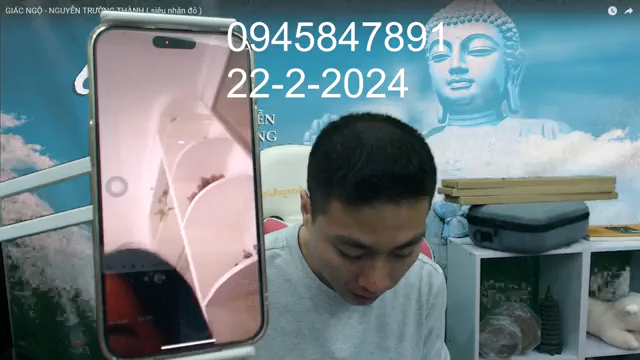 GIÁC NGỘ - NGUYỄN TRƯỜNG THÀNH ( siêu nhân đỏ )
0945847891
22-2-2024